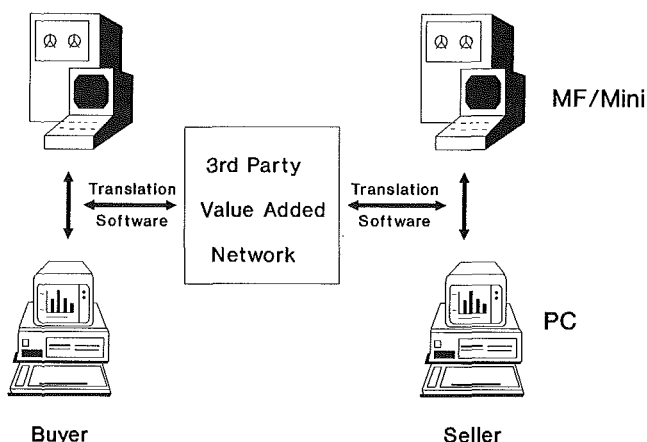 MF/Mini
3rd Party
Value Added
Network
Translation
Software
Translation
Software
PC
Buyer
Seller